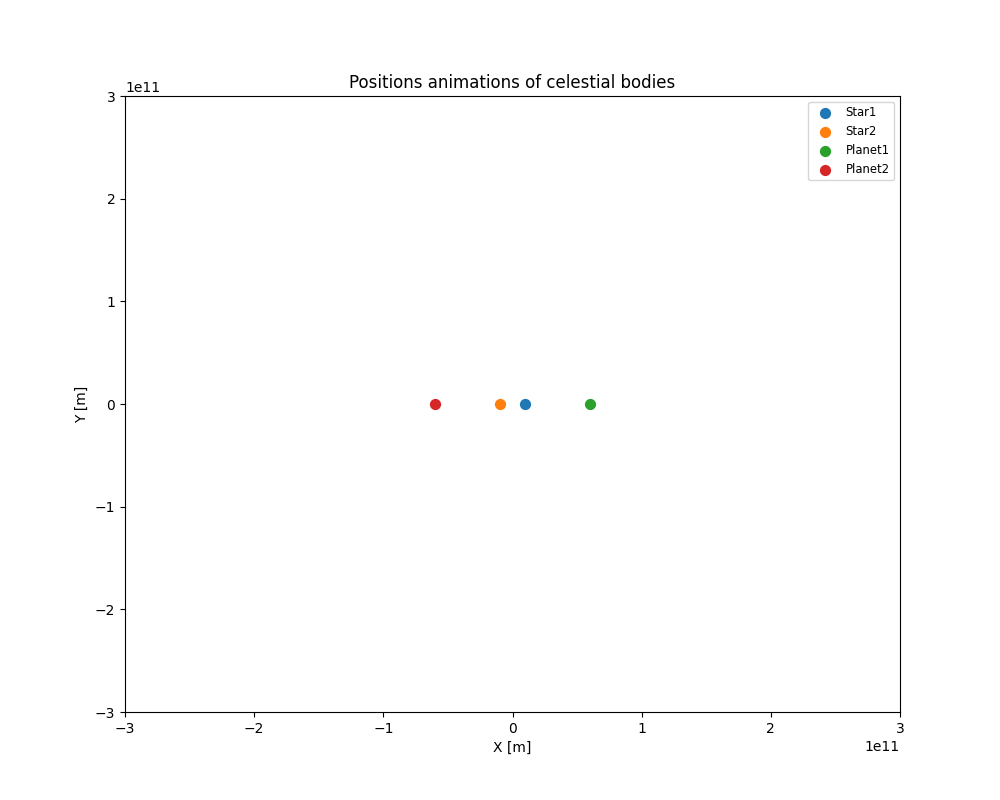 Positions animations of celestial bodies
1e11
Star1
Star2
Planet1
Planet2
3
2
1
0
−1
−2
−3
Y [m]
−3 −2 −1 0 1 2 3
X [m]
1e11